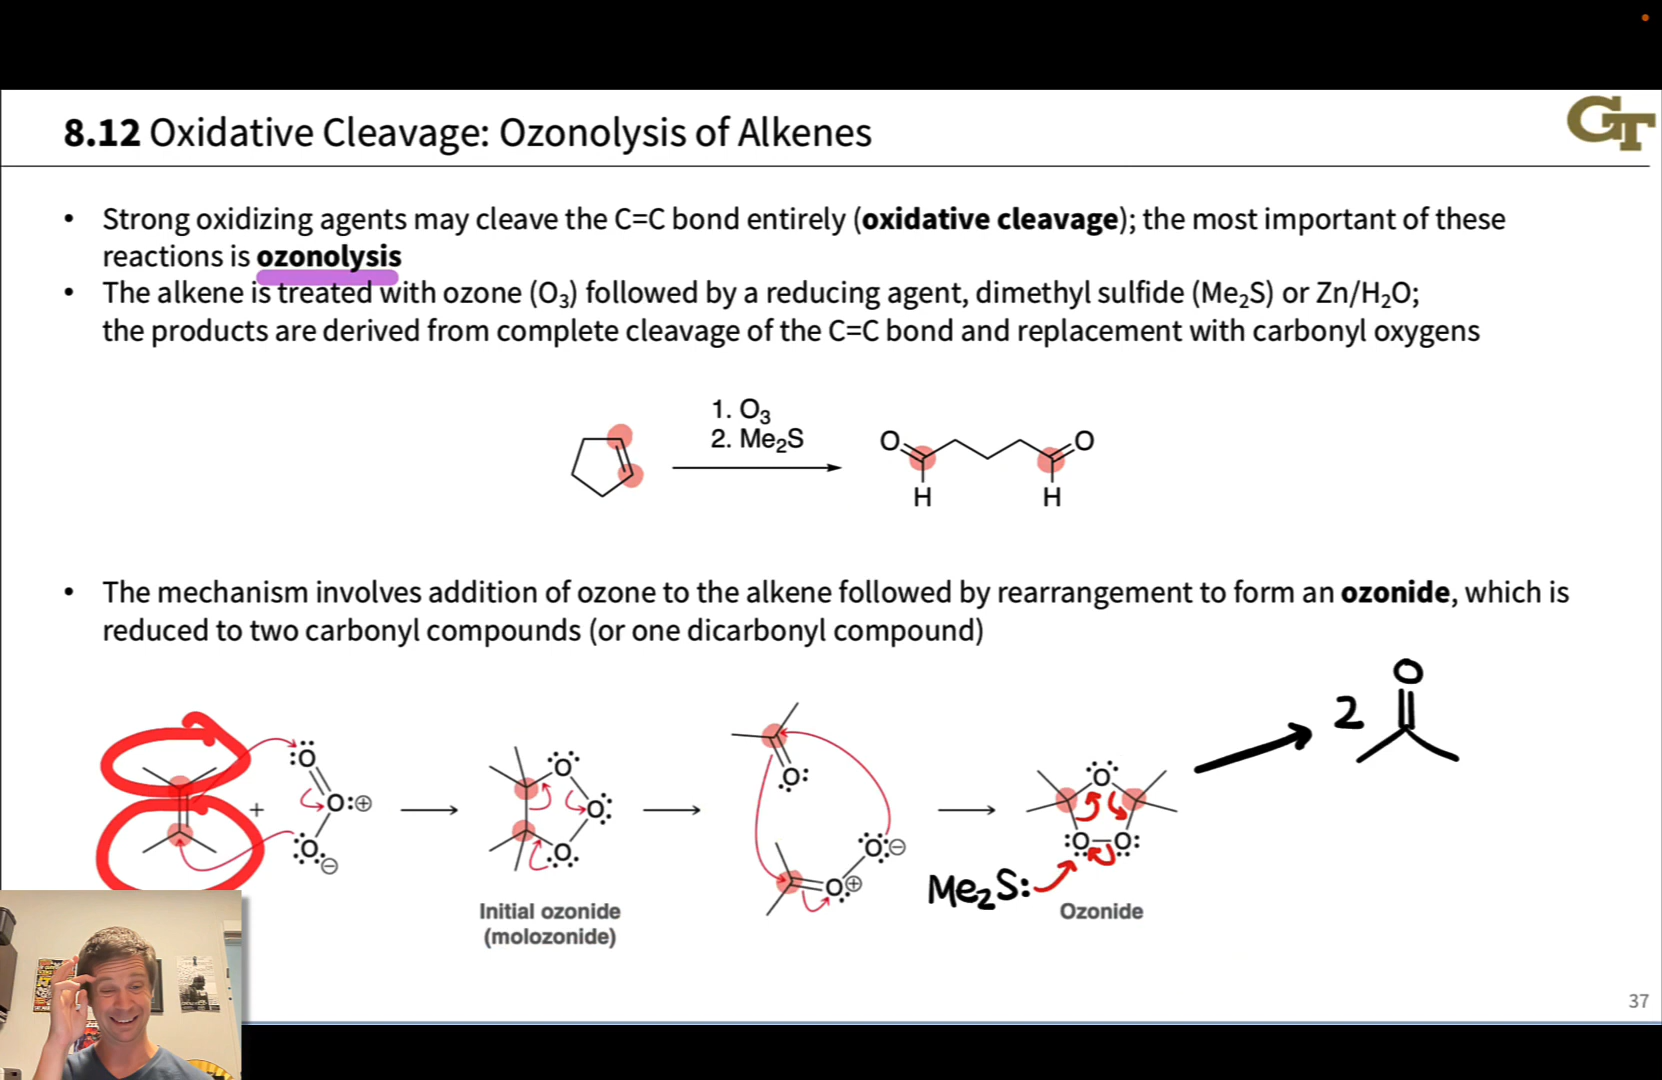 GT
8.12 Oxidative Cleavage: Ozonolysis of Alkenes
• Strong oxidizing agents may cleave the C=C bond entirely (oxidative cleavage); the most important of these
reactions is ozonolysis
• The alkene is treated with ozone (O₃) followed by a reducing agent, dimethyl sulfide (Me₂S) or Zn/H₂O;
the products are derived from complete cleavage of the C=C bond and replacement with carbonyl oxygens
1. O₃
2. Me₂S
O O
H H
• The mechanism involves addition of ozone to the alkene followed by rearrangement to form an ozonide, which is
reduced to two carbonyl compounds (or one dicarbonyl compound)
+
:O
O:⊕
:O:⊖
O
O
O
O:
O:⊖
O⊕
O
:O–O:
Me₂S:
2
O
Initial ozonide
(molozonide)
Ozonide
37